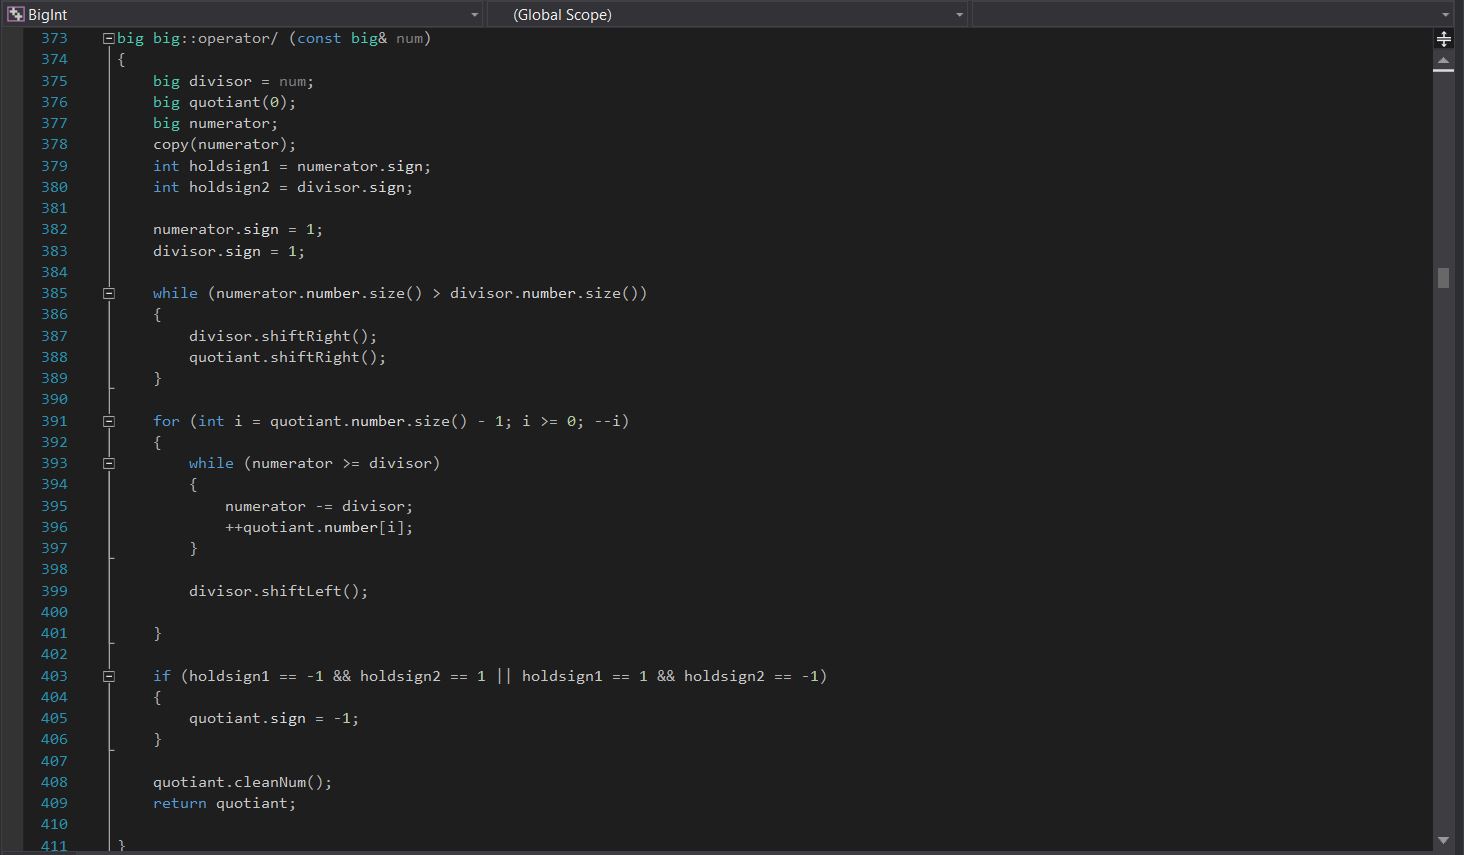 BigInt (Global Scope)
373 big big::operator/ (const big& num)
374 {
375 big divisor = num;
376 big quotiant(0);
377 big numerator;
378 copy(numerator);
379 int holdsign1 = numerator.sign;
380 int holdsign2 = divisor.sign;
381
382 numerator.sign = 1;
383 divisor.sign = 1;
384
385 while (numerator.number.size() > divisor.number.size())
386 {
387 divisor.shiftRight();
388 quotiant.shiftRight();
389 }
390
391 for (int i = quotiant.number.size() - 1; i >= 0; --i)
392 {
393 while (numerator >= divisor)
394 {
395 numerator -= divisor;
396 ++quotiant.number[i];
397 }
398
399 divisor.shiftLeft();
400
401 }
402
403 if (holdsign1 == -1 && holdsign2 == 1 || holdsign1 == 1 && holdsign2 == -1)
404 {
405 quotiant.sign = -1;
406 }
407
408 quotiant.cleanNum();
409 return quotiant;
410
411 }